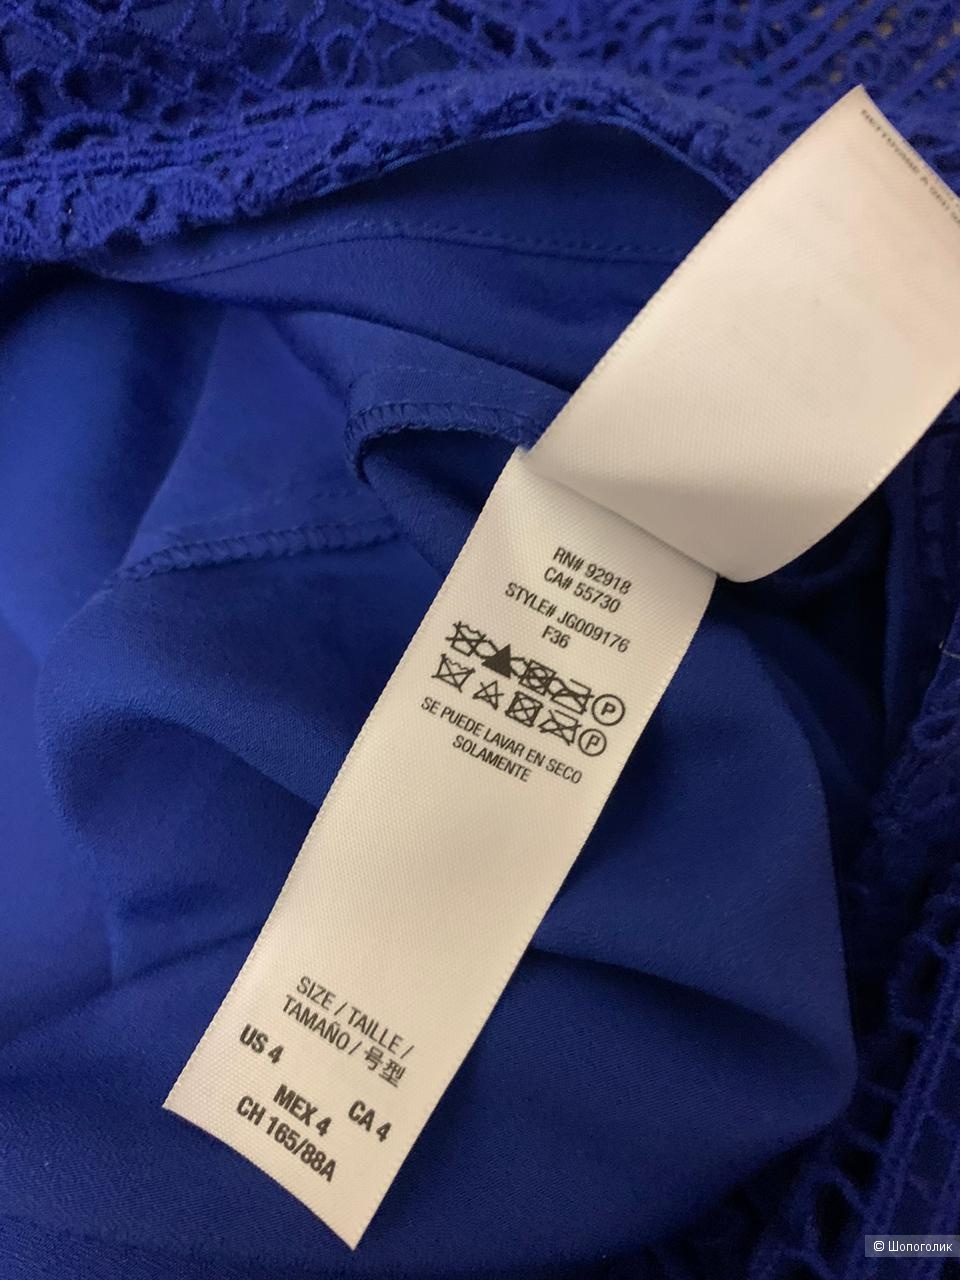 NETTOYAGE À
RN# 92918
CA# 55730
STYLE# JG009176
F36
P
P
SE PUEDE LAVAR EN SECO
SOLAMENTE
SIZE / TAILLE /
TAMAÑO / 号型
US 4
CA 4
MEX 4
CH 165/88A
© Шопоголик